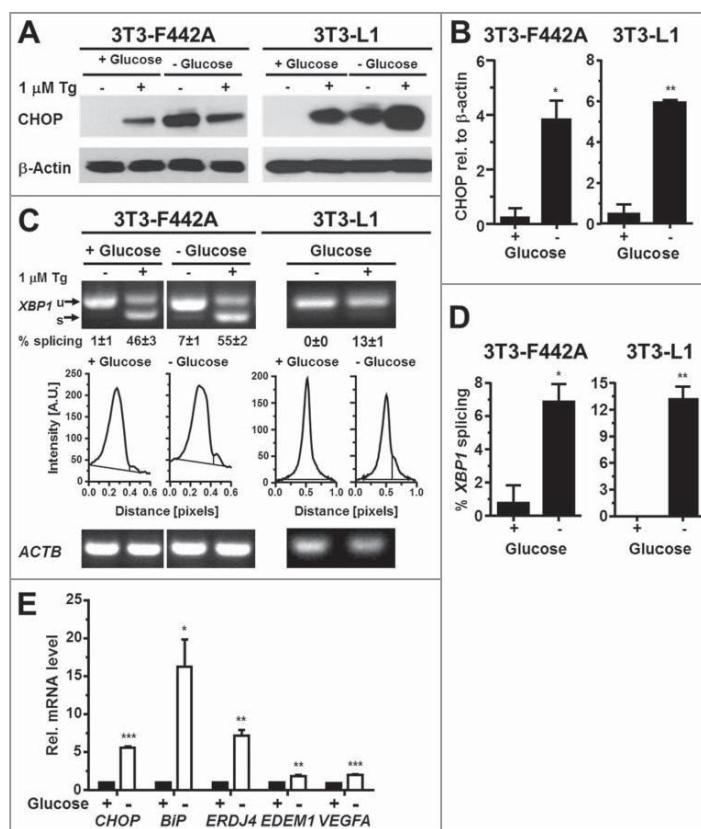 A
3T3-F442A 3T3-L1
+ Glucose - Glucose + Glucose - Glucose
1 μM Tg - + - + - + - +
CHOP
β-Actin
B
3T3-F442A 3T3-L1
CHOP rel. to β-actin
6
4
2
0
*
8
6
4
2
0
**
+ - + -
Glucose Glucose
C
3T3-F442A 3T3-L1
+ Glucose - Glucose Glucose
1 μM Tg - + - + - +
XBP1 u
s
% splicing 1±1 46±3 7±1 55±2 0±0 13±1
+ Glucose - Glucose + Glucose - Glucose
Intensity [A.U.]
250
200
150
100
50
0
250
200
150
100
50
0
0.0 0.2 0.4 0.6 0.0 0.2 0.4 0.6 0.0 0.5 1.0 0.0 0.5 1.0
Distance [pixels] Distance [pixels]
ACTB
D
3T3-F442A 3T3-L1
% XBP1 splicing
8
6
4
2
0
*
15
12
9
6
3
0
**
+ - + -
Glucose Glucose
E
Rel. mRNA level
25
20
15
10
5
0
*** * ** ** ***
Glucose + - + - + - + - + -
CHOP BiP ERDJ4 EDEM1 VEGFA